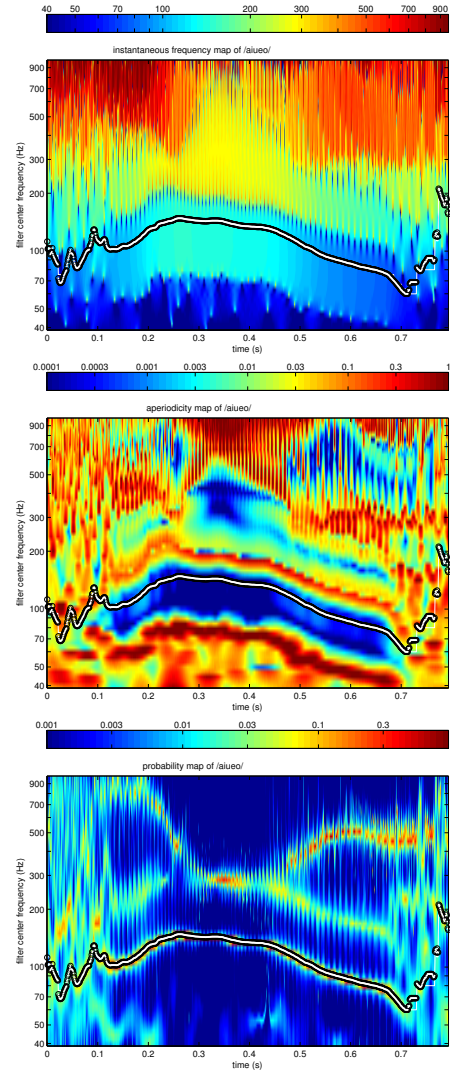 40 50 70 100 200 300 400 500 700 900
instantaneous frequency map of /aiueo/
900
700
500
300
200
100
70
50
40
filter center frequency (Hz)
0 0.1 0.2 0.3 0.4 0.5 0.6 0.7
time (s)
0.0001 0.0003 0.001 0.003 0.01 0.03 0.1 0.3 1
aperiodicity map of /aiueo/
900
700
500
300
200
100
70
50
40
filter center frequency (Hz)
0 0.1 0.2 0.3 0.4 0.5 0.6 0.7
time (s)
0.001 0.003 0.01 0.03 0.1 0.3
probability map of /aiueo/
900
700
500
300
200
100
70
50
40
filter center frequency (Hz)
0 0.1 0.2 0.3 0.4 0.5 0.6 0.7
time (s)